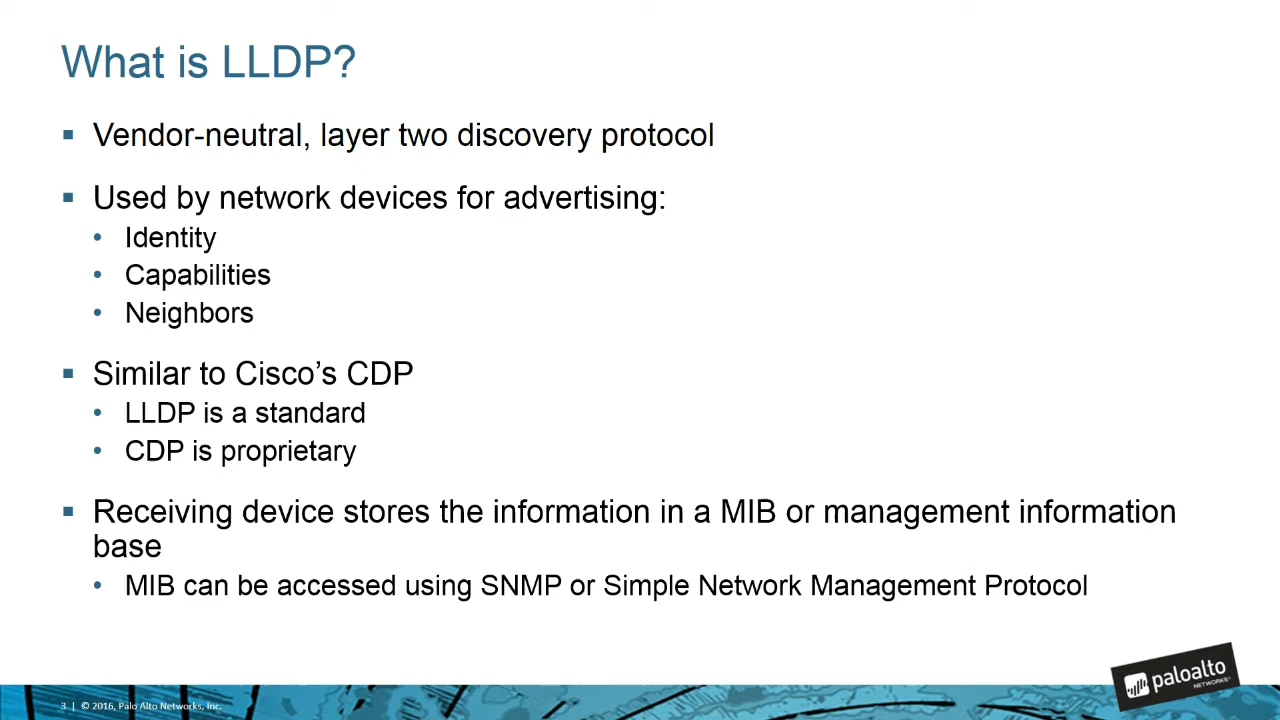 What is LLDP?
▪ Vendor-neutral, layer two discovery protocol
▪ Used by network devices for advertising:
• Identity
• Capabilities
• Neighbors
▪ Similar to Cisco’s CDP
• LLDP is a standard
• CDP is proprietary
▪ Receiving device stores the information in a MIB or management information
base
• MIB can be accessed using SNMP or Simple Network Management Protocol
paloalto
NETWORKS®
3 | © 2016, Palo Alto Networks, Inc.